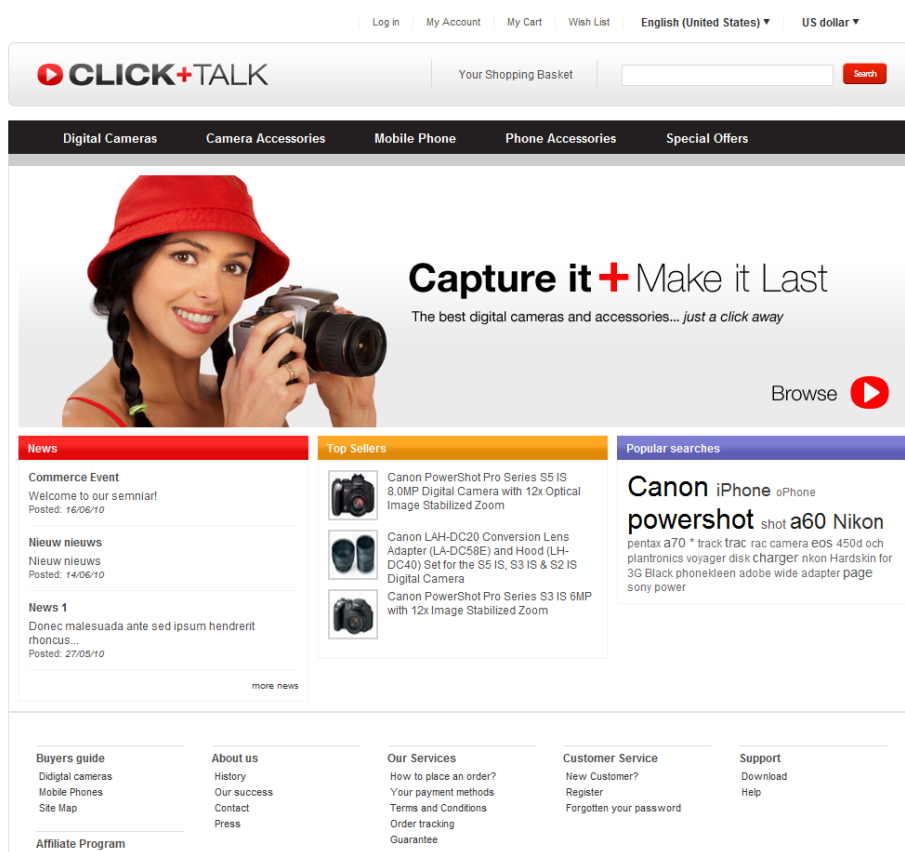 Log in My Account My Cart Wish List English (United States) ▼ US dollar ▼
CLICK+TALK
Your Shopping Basket
Search
Digital Cameras Camera Accessories Mobile Phone Phone Accessories Special Offers
Capture it + Make it Last
The best digital cameras and accessories... just a click away
Browse
News
Commerce Event
Welcome to our semniar!
Posted: 16/06/10
Nieuw nieuws
Nieuw nieuws
Posted: 14/06/10
News 1
Donec malesuada ante sed ipsum hendrerit
rhoncus...
Posted: 27/05/10
more news
Top Sellers
Canon PowerShot Pro Series S5 IS
8.0MP Digital Camera with 12x Optical
Image Stabilized Zoom
Canon LAH-DC20 Conversion Lens
Adapter (LA-DC58E) and Hood (LH-
DC40) Set for the S5 IS, S3 IS & S2 IS
Digital Camera
Canon PowerShot Pro Series S3 IS 6MP
with 12x Image Stabilized Zoom
Popular searches
Canon iPhone oPhone
powershot shot a60 Nikon
pentax a70 * track trac rac camera eos 450d och
plantronics voyager disk charger nkon Hardskin for
3G Black phonekleen adobe wide adapter page
sony power
Buyers guide
Didigtal cameras
Mobile Phones
Site Map
Affiliate Program
About us
History
Our success
Contact
Press
Our Services
How to place an order?
Your payment methods
Terms and Conditions
Order tracking
Guarantee
Customer Service
New Customer?
Register
Forgotten your password
Support
Download
Help